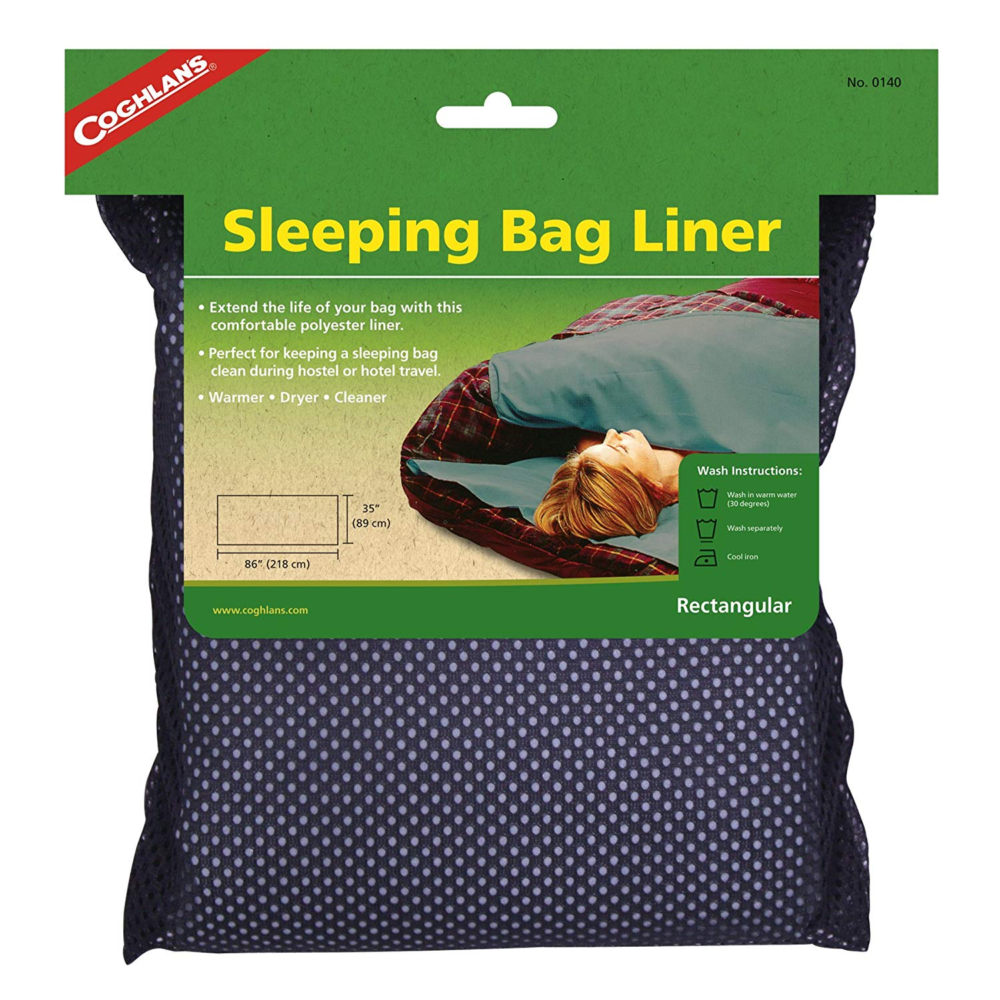 COGHLAN'S®
No. 0140
Sleeping Bag Liner
• Extend the life of your bag with this
comfortable polyester liner.
• Perfect for keeping a sleeping bag
clean during hostel or hotel travel.
• Warmer • Dryer • Cleaner
35”
(89 cm)
86” (218 cm)
Wash Instructions:
Wash in warm water
(30 degrees)
Wash separately
Cool iron
www.coghlans.com
Rectangular